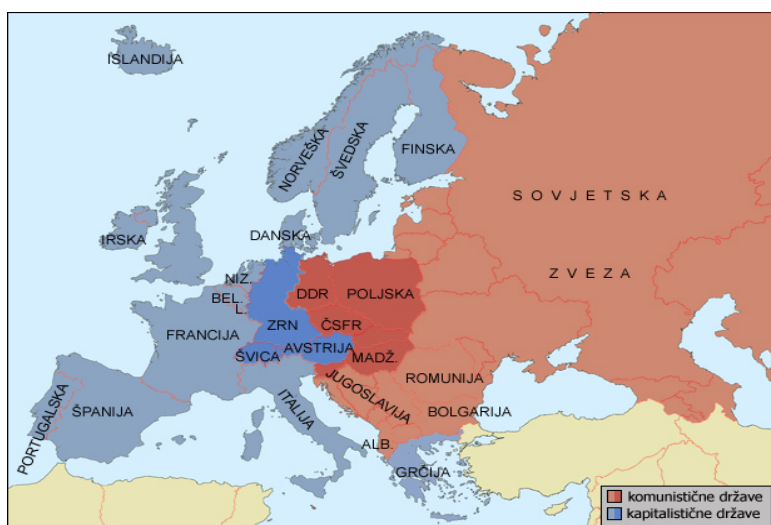 ISLANDIJA
NORVEŠKA
ŠVEDSKA
FINSKA
SOVJETSKA
ZVEZA
IRSKA
DANSKA
NIZ.
BEL.
L.
DDR
POLJSKA
ZRN
ČSFR
FRANCIJA
ŠVICA
AVSTRIJA
MADŽ.
JUGOSLAVIJA
ROMUNIJA
BOLGARIJA
PORTUGALSKA
ŠPANIJA
ITALIJA
ALB.
GRČIJA
komunistične države
kapitalistične države